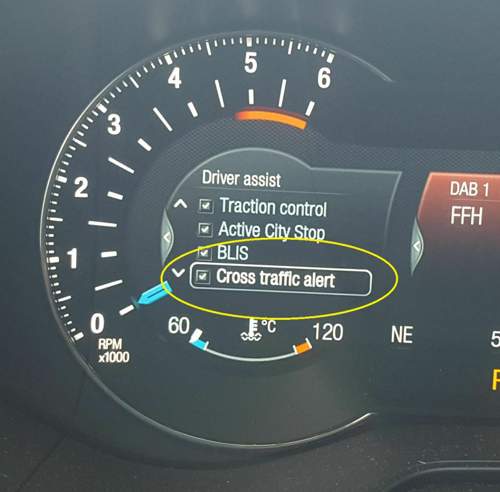 6
5
4
3
2
1
0
RPM
x1000
Driver assist
Traction control
Active City Stop
BLIS
Cross traffic alert
60
°C
120
NE
DAB 1
FFH
5